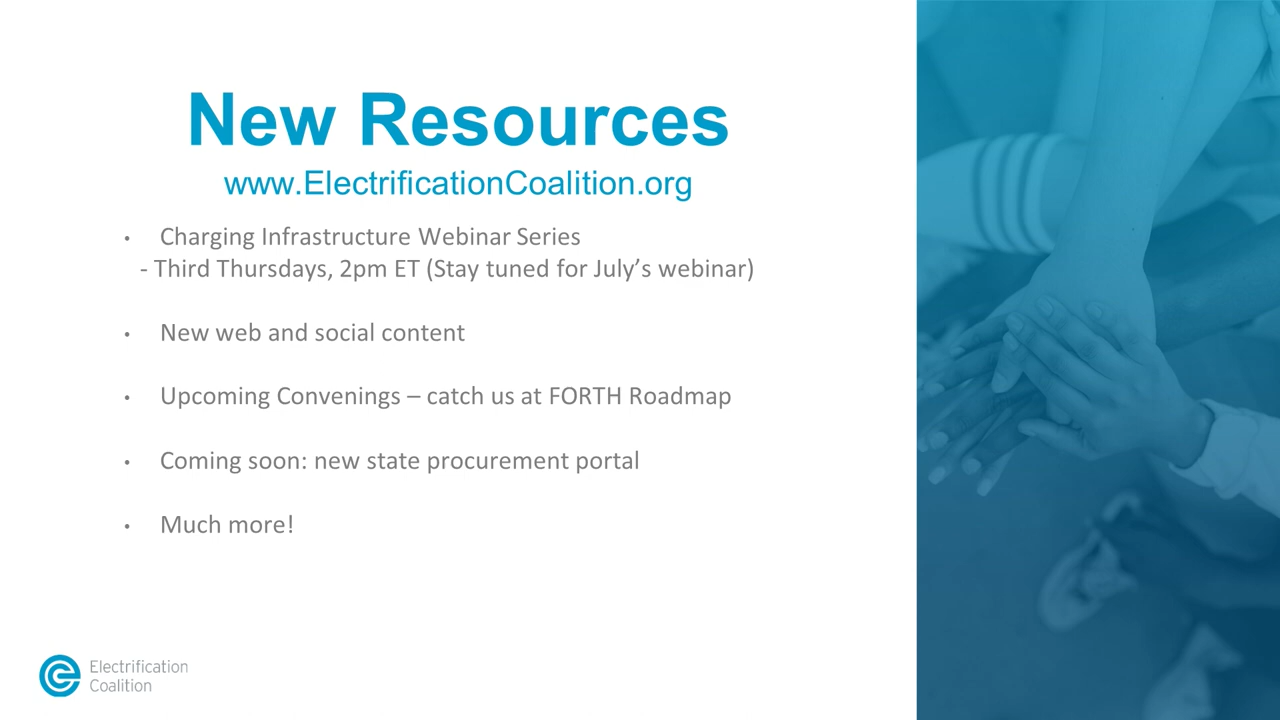 New Resources
www.ElectrificationCoalition.org
• Charging Infrastructure Webinar Series
- Third Thursdays, 2pm ET (Stay tuned for July’s webinar)
• New web and social content
• Upcoming Convenings – catch us at FORTH Roadmap
• Coming soon: new state procurement portal
• Much more!
Electrification
Coalition